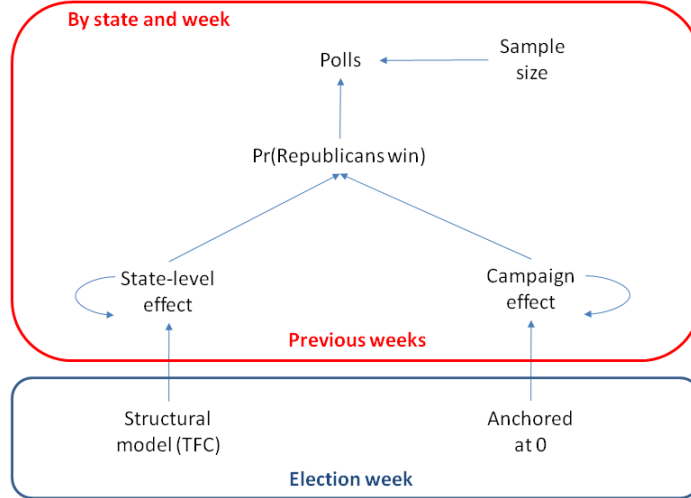 By state and week
Polls
Sample
size
Pr(Republicans win)
State-level
effect
Campaign
effect
Previous weeks
Structural
model (TFC)
Anchored
at 0
Election week